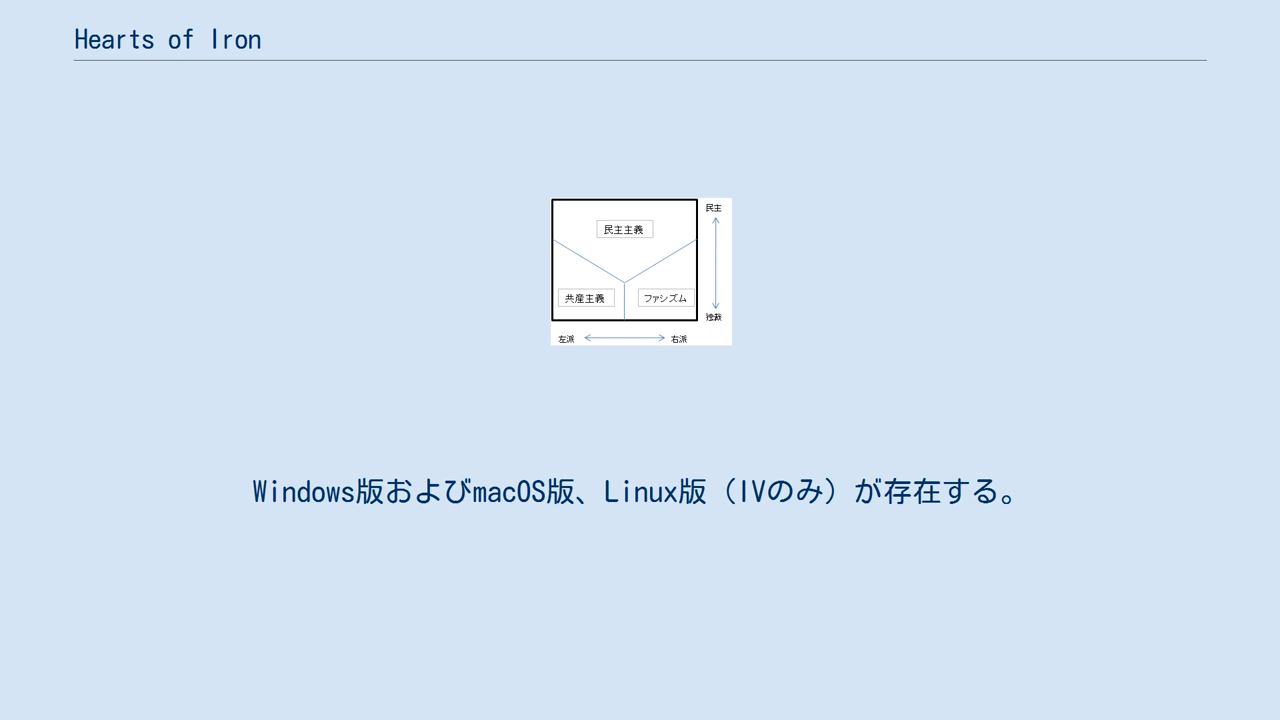 Hearts of Iron
民主
民主主義
共産主義
ファシズム
独裁
左派
右派
Windows版およびmacOS版、Linux版（IVのみ）が存在する。